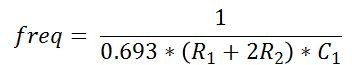 freq = 1 / 0.693 * (R₁ + 2R₂) * C₁